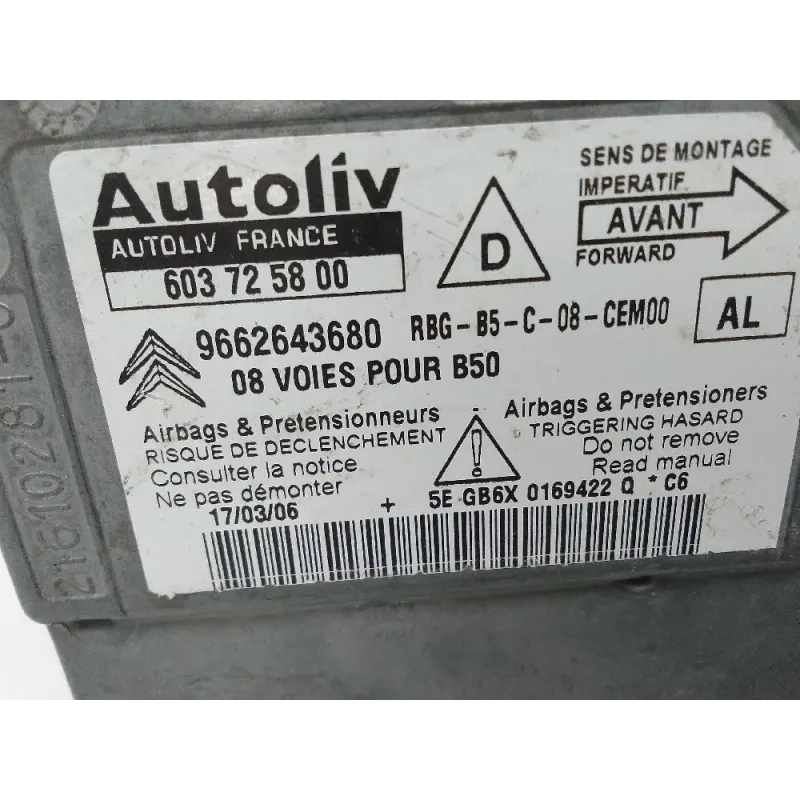 Autoliv
AUTOLIV FRANCE
603 72 58 00
D
SENS DE MONTAGE
IMPERATIF
AVANT
FORWARD
9662643680 RBG-B5-C-08-CEM00
AL
08 VOIES POUR B50
Airbags & Pretensionneurs
RISQUE DE DECLENCHEMENT
Consulter la notice
Ne pas démonter
Airbags & Pretensioners
TRIGGERING HASARD
Do not remove
Read manual
!
17/03/06 + 5E GB6X 0169422 Q * C6
21610281-0